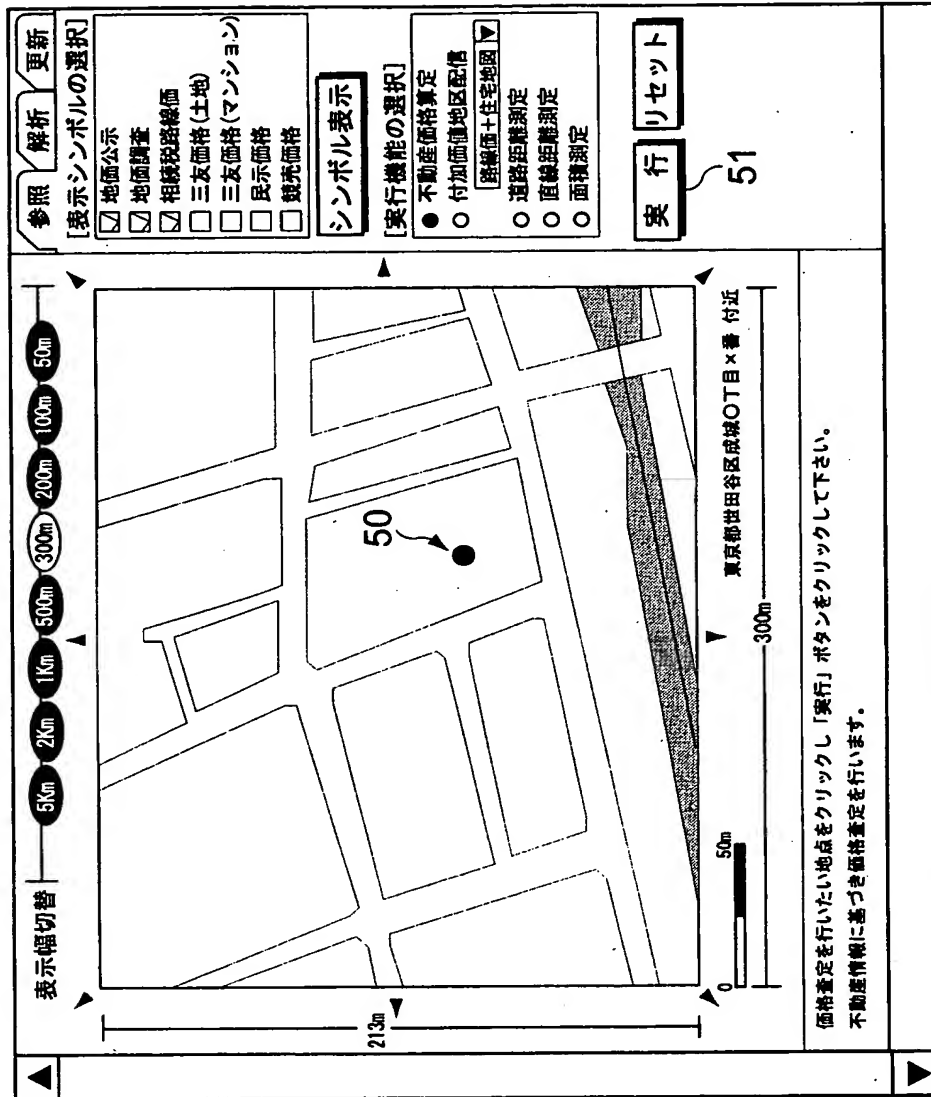 表示幅切替
5Km 2Km 1Km 500m 300m 200m 100m 50m
213m
50
0 50m
東京都世田谷区成城〇丁目×番 付近
300m
価格査定を行いたい地点をクリックし「実行」ボタンをクリックして下さい。
不動産情報に基づき価格査定を行います。
参照 解析 更新
[表示シンボルの選択]
☑ 地価公示
☑ 地価調査
☑ 相続税路線価
☐ 三友価格(土地)
☐ 三友価格(マンション)
☐ 民示価格
☐ 競売価格
シンボル表示
[実行機能の選択]
● 不動産価格算定
○ 付加価値地区配信
路線価+住宅地図 ▼
○ 道路距離測定
○ 直線距離測定
○ 面積測定
実 行 リセット
51